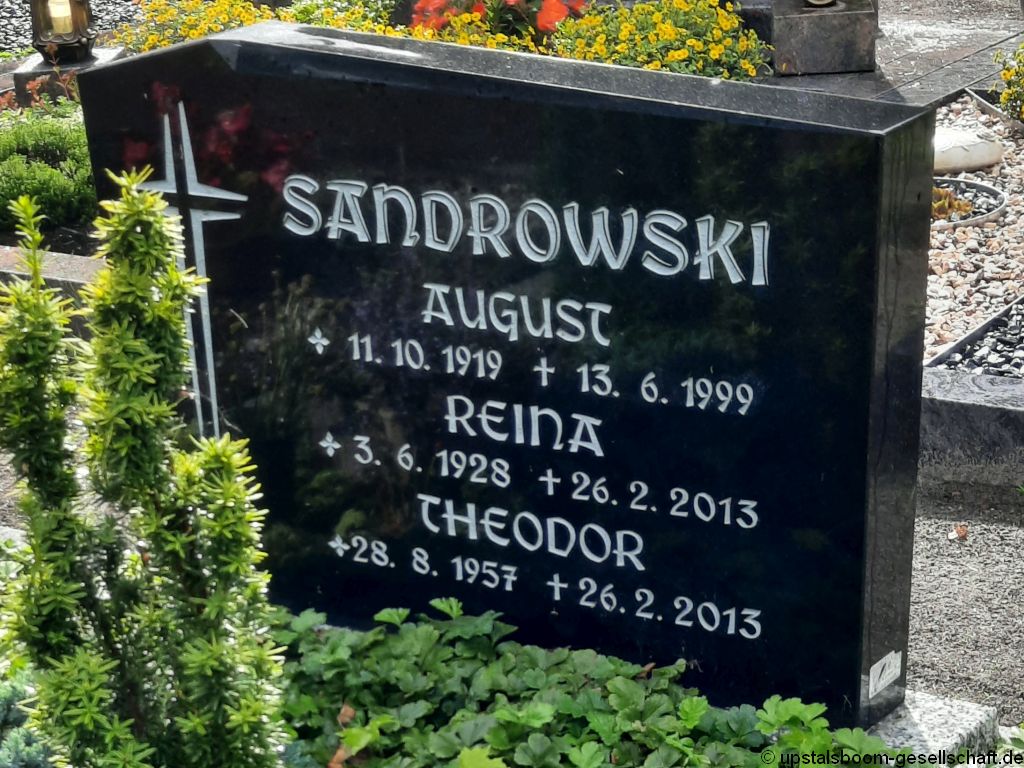 SANDROWSKI
AUGUST
11. 10. 1919 † 13. 6. 1999
REINA
3. 6. 1928 † 26. 2. 2013
THEODOR
28. 8. 1957 † 26. 2. 2013
© upstalsboom-gesellschaft.de